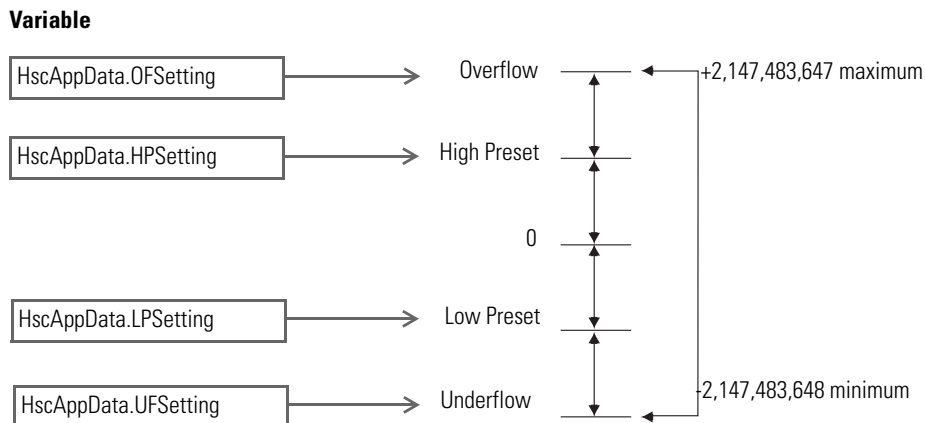 Variable
HscAppData.OFSetting Overflow +2,147,483,647 maximum
HscAppData.HPSetting High Preset
0
HscAppData.LPSetting Low Preset
-2,147,483,648 minimum
HscAppData.UFSetting Underflow